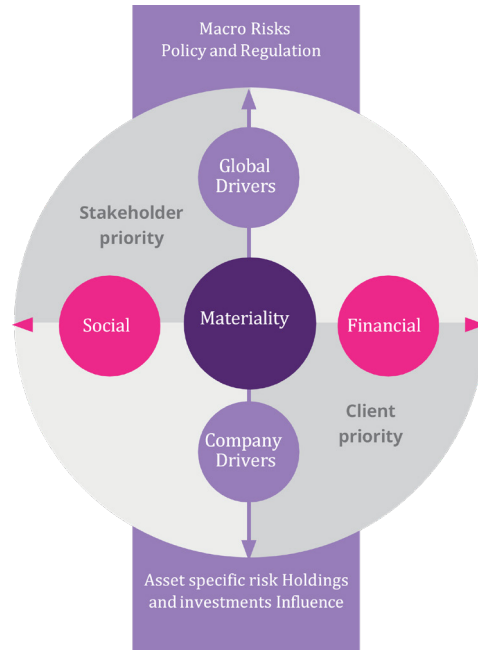 Macro Risks
Policy and Regulation
Global
Drivers
Stakeholder
priority
Social
Materiality
Financial
Company
Drivers
Client
priority
Asset specific risk Holdings
and investments Influence